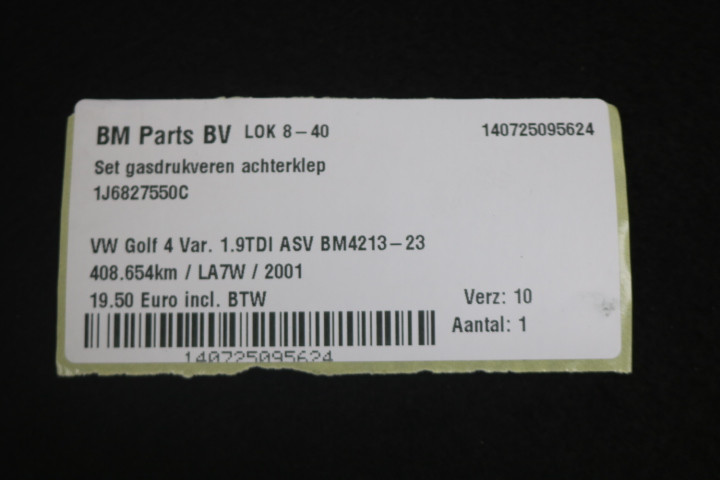 BM Parts BV LOK 8-40 140725095624
Set gasdrukveren achterklep
1J6827550C
VW Golf 4 Var. 1.9TDI ASV BM4213-23
408.654km / LA7W / 2001
19.50 Euro incl. BTW Verz: 10
Aantal: 1
140725095624